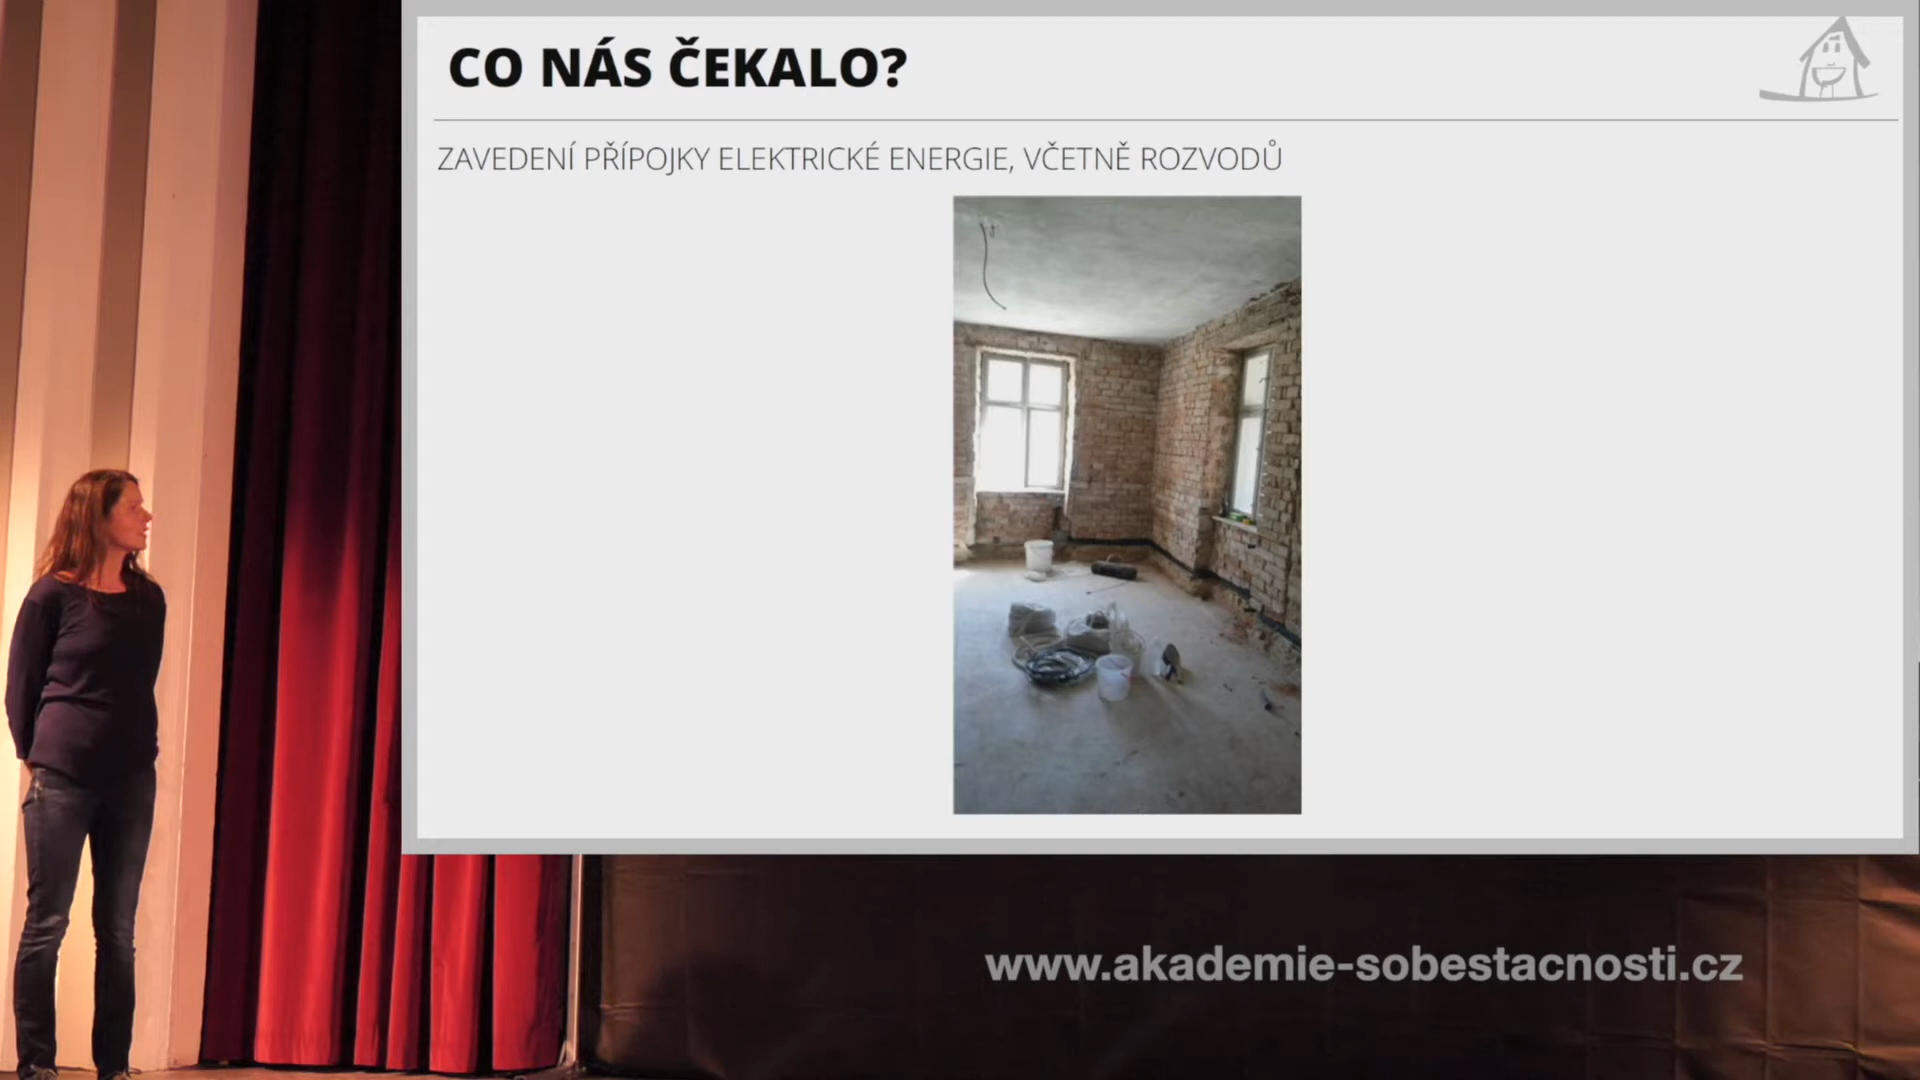 CO NÁS ČEKALO?
ZAVEDENÍ PŘÍPOJKY ELEKTRICKÉ ENERGIE, VČETNĚ ROZVODŮ
www.akademie-sobestacnosti.cz